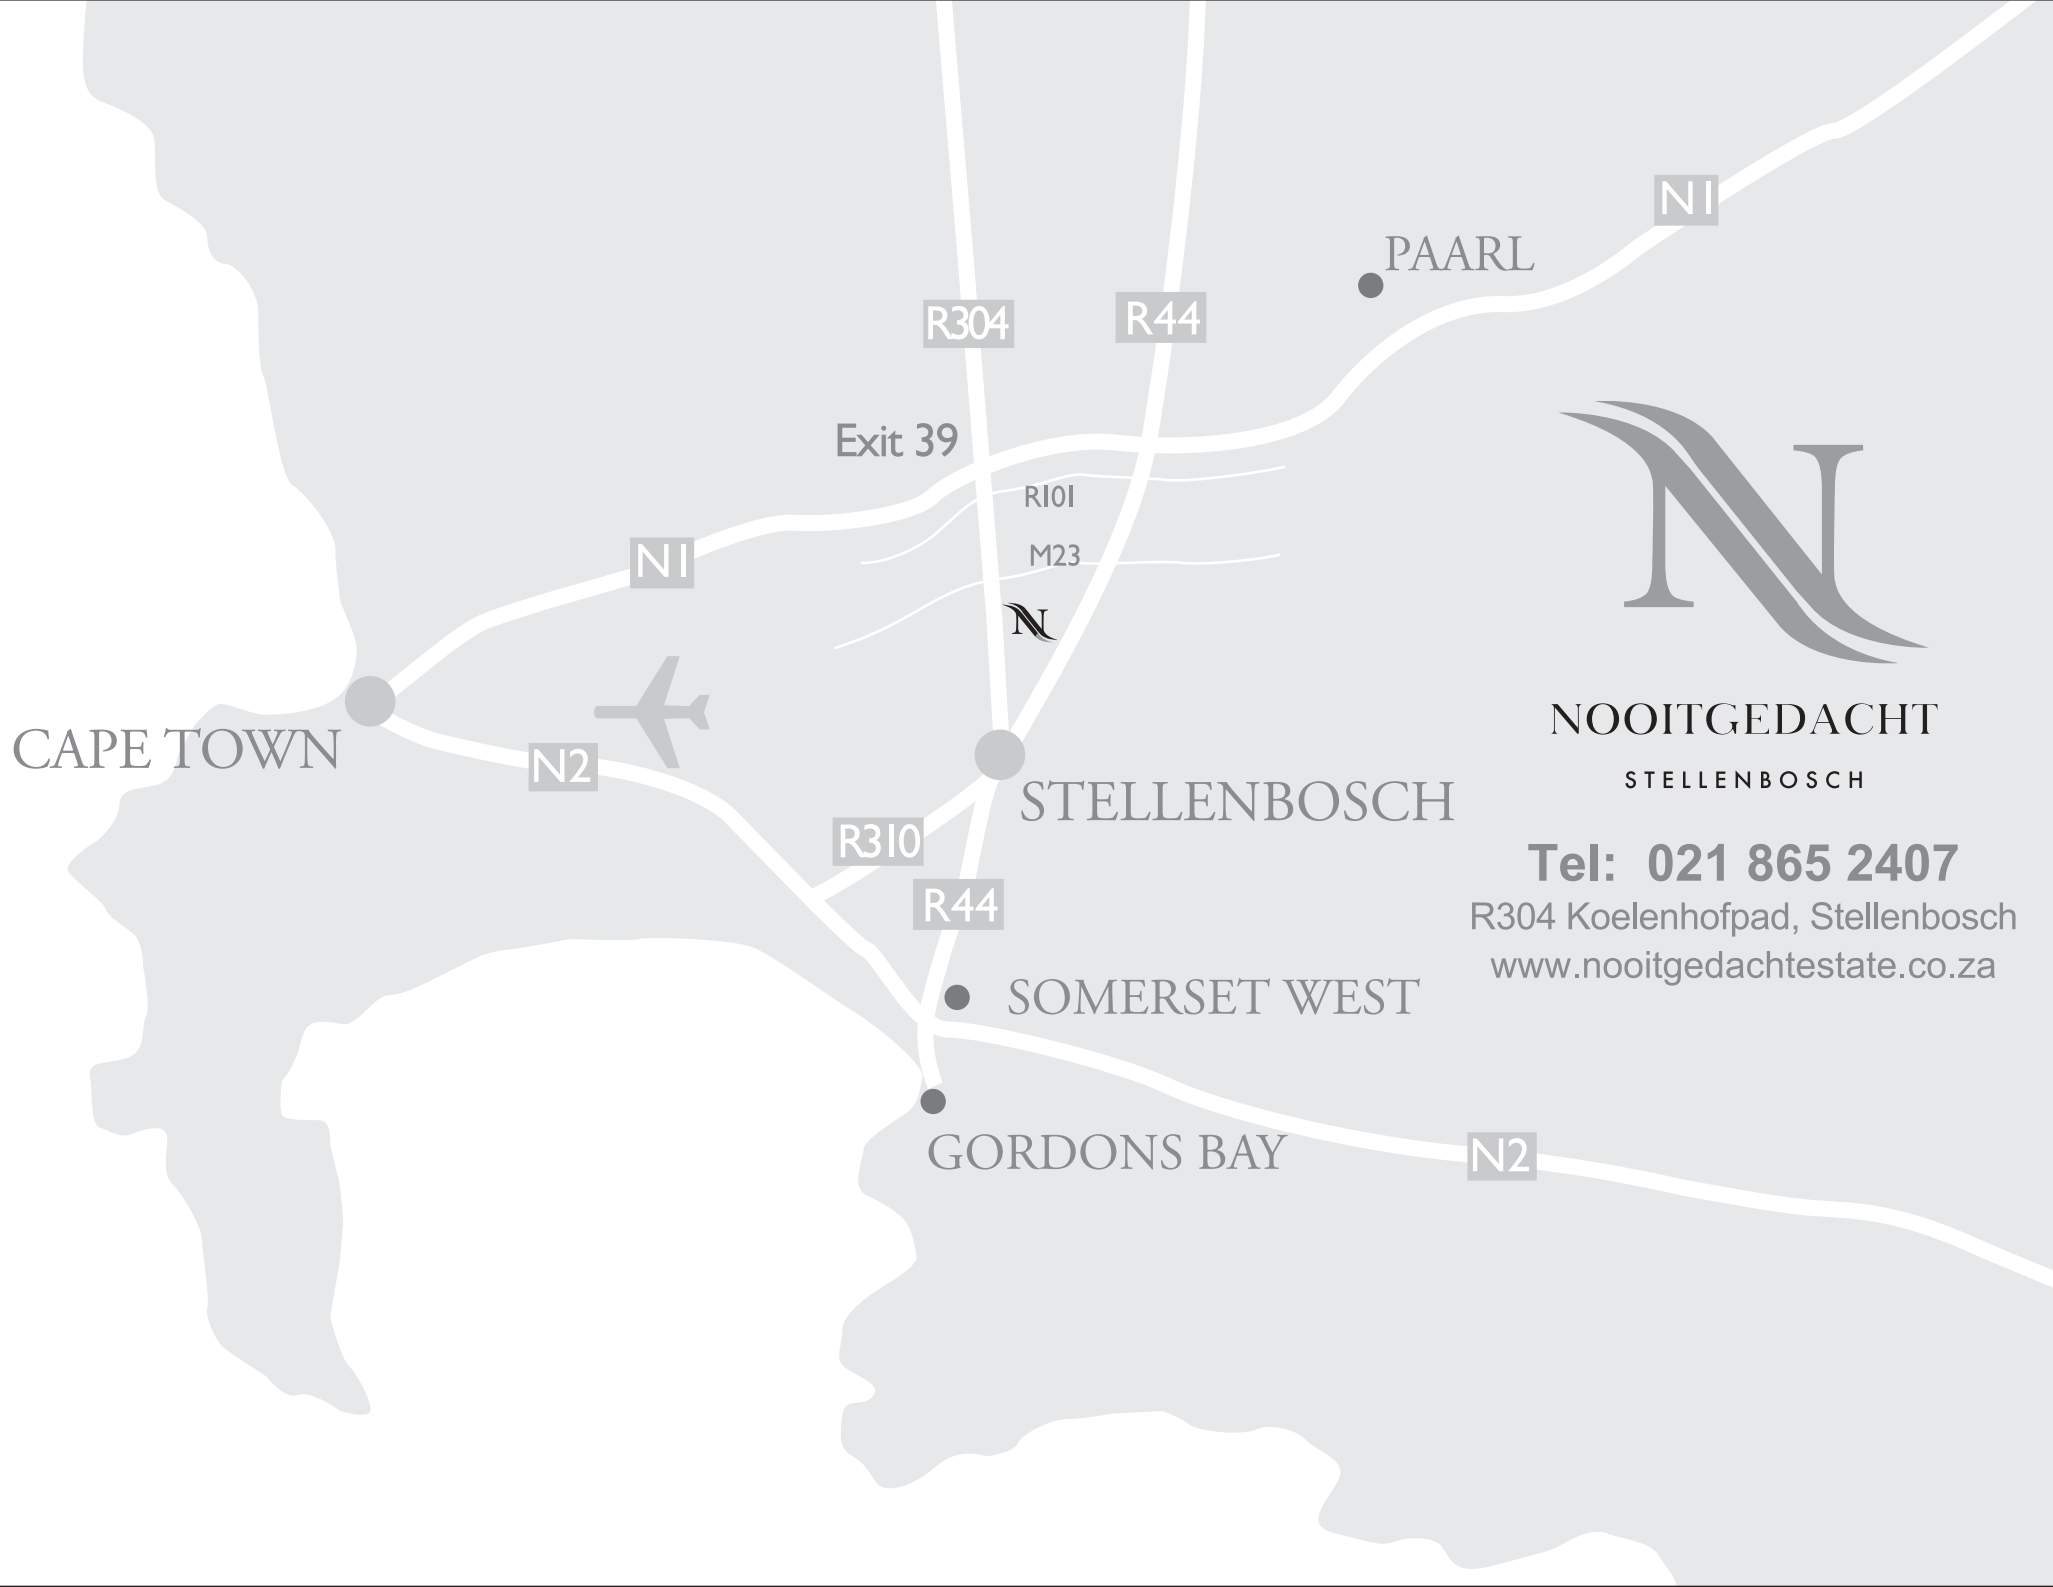 N1
PAARL
R304
R44
Exit 39
R101
M23
N1
N
N
NOOITGEDACHT
STELLENBOSCH
CAPE TOWN
N2
STELLENBOSCH
R310
R44
Tel: 021 865 2407
R304 Koelenhofpad, Stellenbosch
www.nooitgedachtestate.co.za
SOMERSET WEST
GORDONS BAY
N2